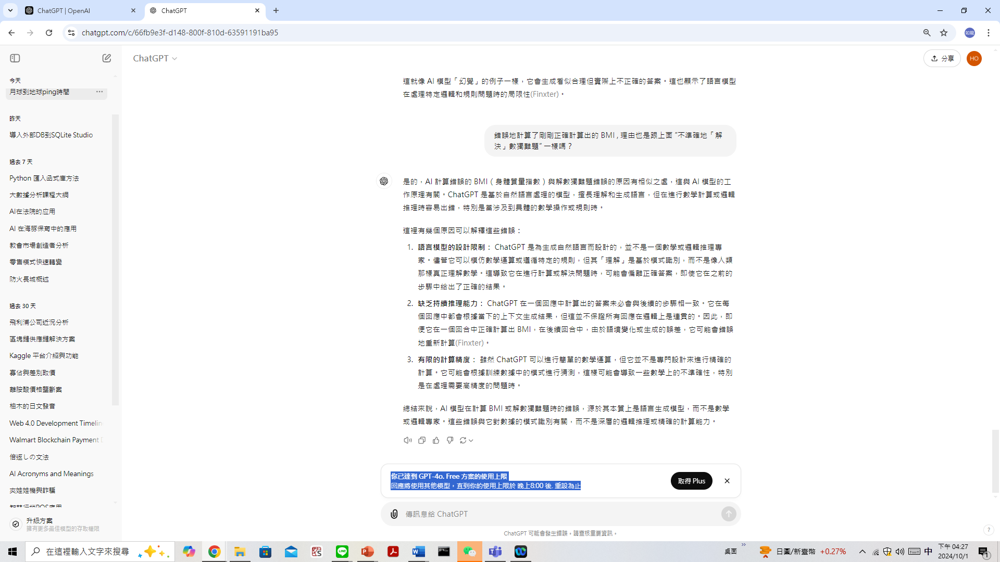 ChatGPT | OpenAI
ChatGPT
chatgpt.com/c/66fb9e3f-d148-800f-810d-63591191ba95
如龍
ChatGPT
分享
HO
今天
月球到地球ping時間
昨天
導入外部DB到SQLite Studio
過去 7 天
Python 匯入函式庫方法
大數據分析課程大綱
AI在法院的应用
AI 在海豚保育中的應用
教會市場創造者分析
零售模式快速轉變
防火長城概述
過去 30 天
飛利浦公司近況分析
區塊鏈供應鏈解決方案
Kaggle 平台介紹與功能
寡佔與差別取價
離胺酸價格壟斷案
柚木的日文發音
Web 4.0 Development Timelin
Walmart Blockchain Payment
倍返しの文法
AI Acronyms and Meanings
夾娃娃機與詐騙
智慧行銷POS應用
升級方案
擁有更多最佳模型的存取權限
這就像 AI 模型「幻覺」的例子一樣，它會生成看似合理但實際上不正確的答案。這也顯示了語言模型
在處理特定邏輯和規則問題時的局限性(Finxter)。
錯誤地計算了剛剛正確計算出的 BMI , 理由也是跟上面 "不準確地「解
決」數獨難題" 一樣嗎？
是的，AI 計算錯誤的 BMI（身體質量指數）與解數獨難題錯誤的原因有相似之處，這與 AI 模型的工
作原理有關。ChatGPT 是基於自然語言處理的模型，擅長理解和生成語言，但在進行數學計算或邏輯
推理時容易出錯，特別是當涉及到具體的數學操作或規則時。
這裡有幾個原因可以解釋這些錯誤：
1. 語言模型的設計限制： ChatGPT 是為生成自然語言而設計的，並不是一個數學或邏輯推理專
家。儘管它可以模仿數學運算或遵循特定的規則，但其「理解」是基於模式識別，而不是像人類
那樣真正理解數學。這導致它在進行計算或解決問題時，可能會偏離正確答案，即使它在之前的
步驟中給出了正確的結果。
2. 缺乏持續推理能力： ChatGPT 在一個回應中計算出的答案未必會與後續的步驟相一致。它在每
個回應中都會根據當下的上下文生成結果，但這並不保證所有回應在邏輯上是連貫的。因此，即
便它在一個回合中正確計算出 BMI，在後續回合中，由於語境變化或生成的誤差，它可能會錯誤
地重新計算(Finxter)。
3. 有限的計算精度： 雖然 ChatGPT 可以進行簡單的數學運算，但它並不是專門設計來進行精確的
計算。它可能會根據訓練數據中的模式進行猜測，這樣可能會導致一些數學上的不準確性，特別
是在處理需要高精度的問題時。
總結來說，AI 模型在計算 BMI 或解數獨難題時的錯誤，源於其本質上是語言生成模型，而不是數學
或邏輯專家。這些錯誤與它對數據的模式識別有關，而不是深層的邏輯推理或精確的計算能力。
你已達到 GPT-4o. Free 方案的使用上限
回應將使用其他模型，直到你的使用上限於 晚上8:00 後. 重設為止
取得 Plus
傳訊息給 ChatGPT
ChatGPT 可能會發生錯誤。請查核重要資訊。
?
在這裡輸入文字來搜尋
桌面
日圓/新臺幣 +0.27%
中
下午 04:27
2024/10/1
1